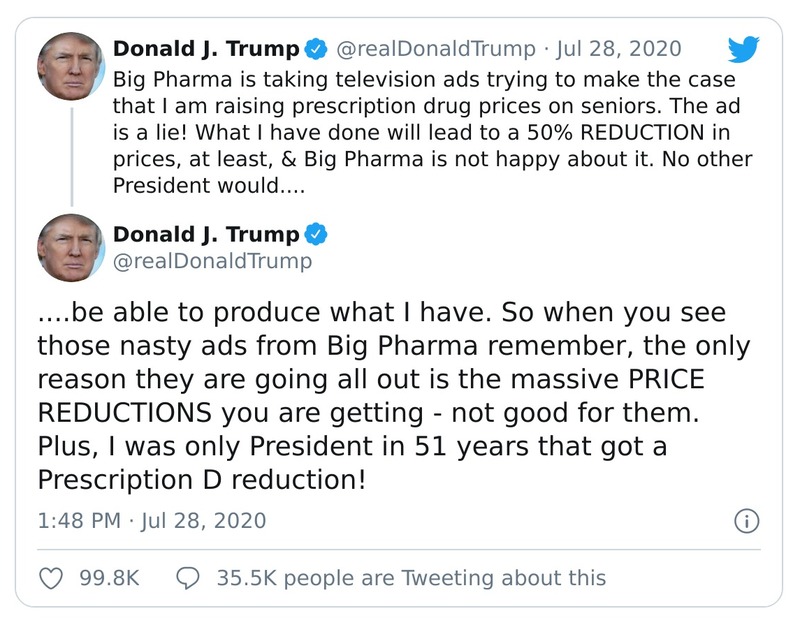 Donald J. Trump @realDonaldTrump · Jul 28, 2020
Big Pharma is taking television ads trying to make the case
that I am raising prescription drug prices on seniors. The ad
is a lie! What I have done will lead to a 50% REDUCTION in
prices, at least, & Big Pharma is not happy about it. No other
President would....
Donald J. Trump
@realDonaldTrump
....be able to produce what I have. So when you see
those nasty ads from Big Pharma remember, the only
reason they are going all out is the massive PRICE
REDUCTIONS you are getting - not good for them.
Plus, I was only President in 51 years that got a
Prescription D reduction!
1:48 PM · Jul 28, 2020
99.8K 35.5K people are Tweeting about this